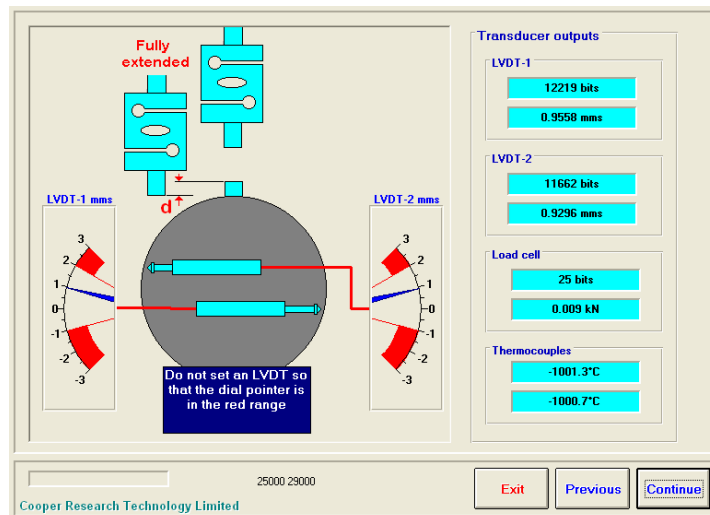 Fully
extended
d
LVDT-1 mms
3
2
1
0
-1
-2
-3
LVDT-2 mms
3
2
1
0
-1
-2
-3
Do not set an LVDT so
that the dial pointer is
in the red range
Transducer outputs
LVDT-1
12219 bits
0.9558 mms
LVDT-2
11662 bits
0.9296 mms
Load cell
25 bits
0.009 kN
Thermocouples
-1001.3°C
-1000.7°C
25000 29000
Cooper Research Technology Limited
Exit
Previous
Continue